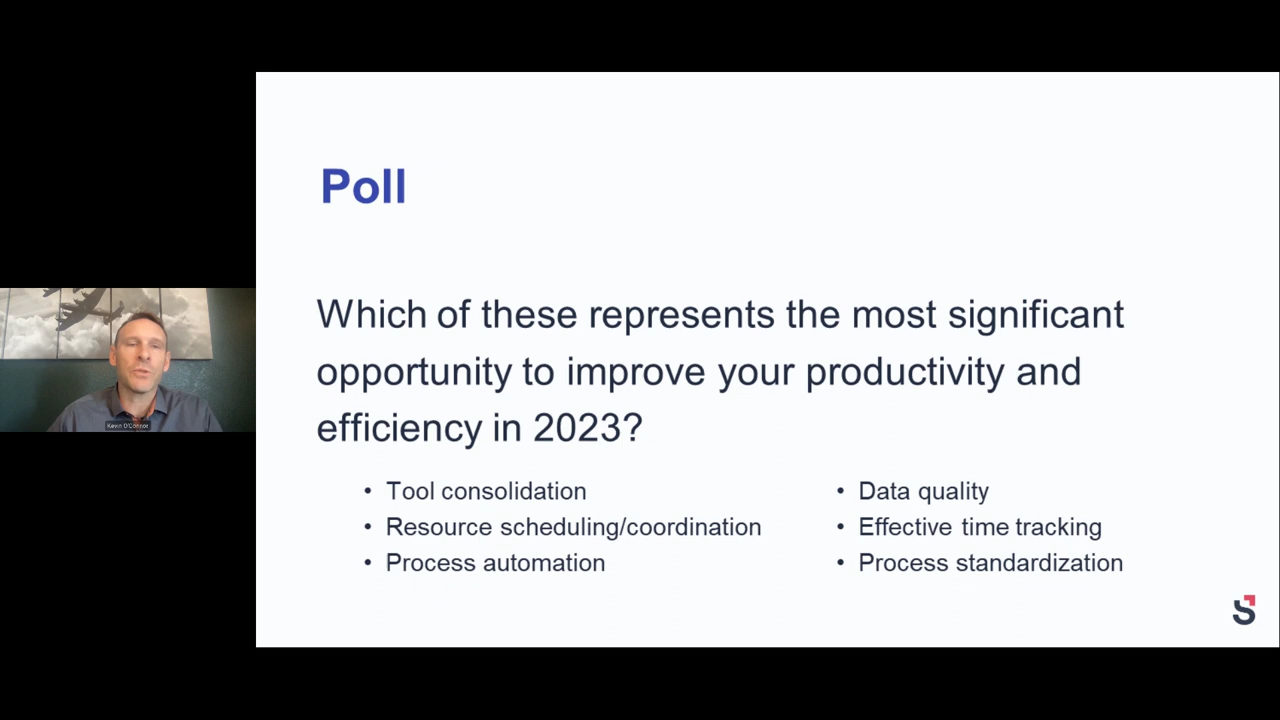 Poll
Which of these represents the most significant
opportunity to improve your productivity and
efficiency in 2023?
• Tool consolidation
• Resource scheduling/coordination
• Process automation
• Data quality
• Effective time tracking
• Process standardization
Kevin O'Connor
S